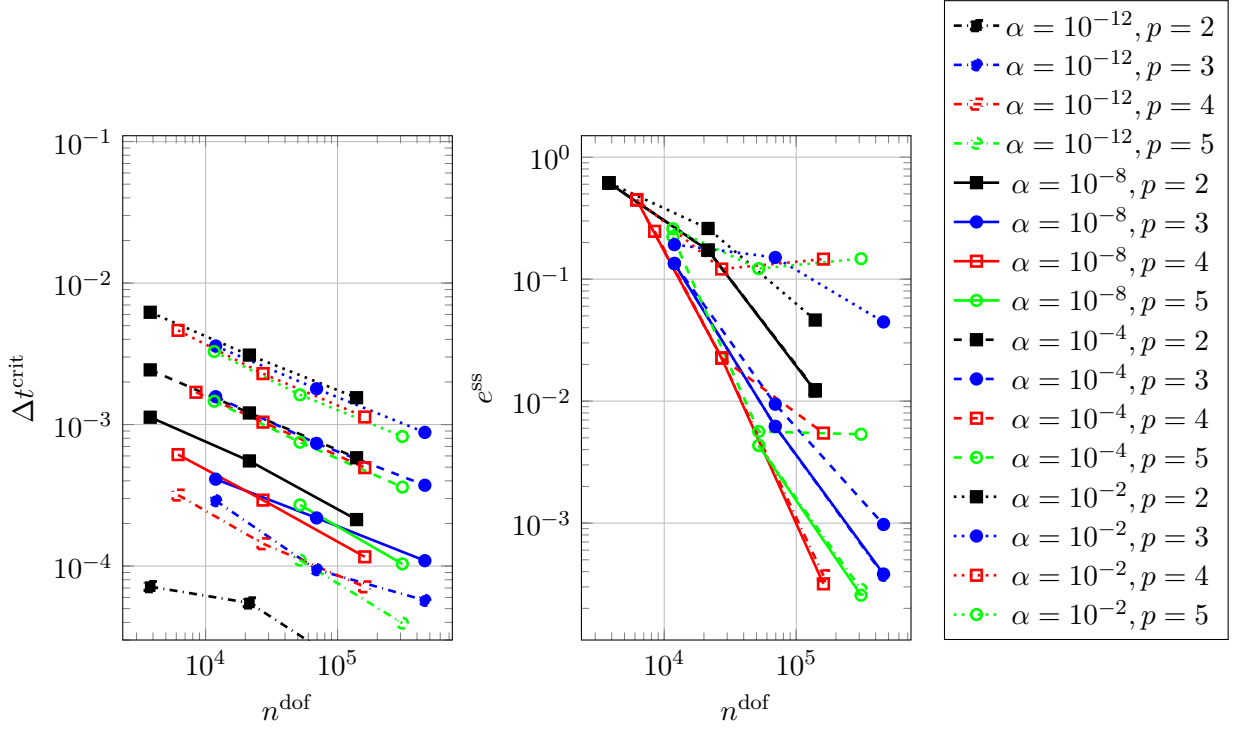 10^{-1}
10^{-2}
10^{-3}
10^{-4}
Δt^{crit}
10^4
10^5
n^{dof}
10^0
10^{-1}
10^{-2}
10^{-3}
e^{ss}
10^4
10^5
n^{dof}
α = 10^{-12}, p = 2
α = 10^{-12}, p = 3
α = 10^{-12}, p = 4
α = 10^{-12}, p = 5
α = 10^{-8}, p = 2
α = 10^{-8}, p = 3
α = 10^{-8}, p = 4
α = 10^{-8}, p = 5
α = 10^{-4}, p = 2
α = 10^{-4}, p = 3
α = 10^{-4}, p = 4
α = 10^{-4}, p = 5
α = 10^{-2}, p = 2
α = 10^{-2}, p = 3
α = 10^{-2}, p = 4
α = 10^{-2}, p = 5